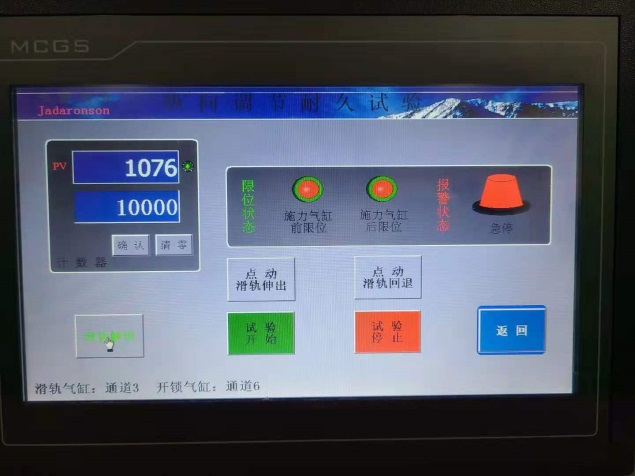 MCGS
Jadaronson
调节耐久试验
PV
1076
10000
确认
清零
计数器
限位状态
施力气缸
前限位
施力气缸
后限位
报警状态
急停
点动
滑轨伸出
点动
滑轨回退
试验
开始
试验
停止
返回
滑轨气缸：通道3 开锁气缸：通道6